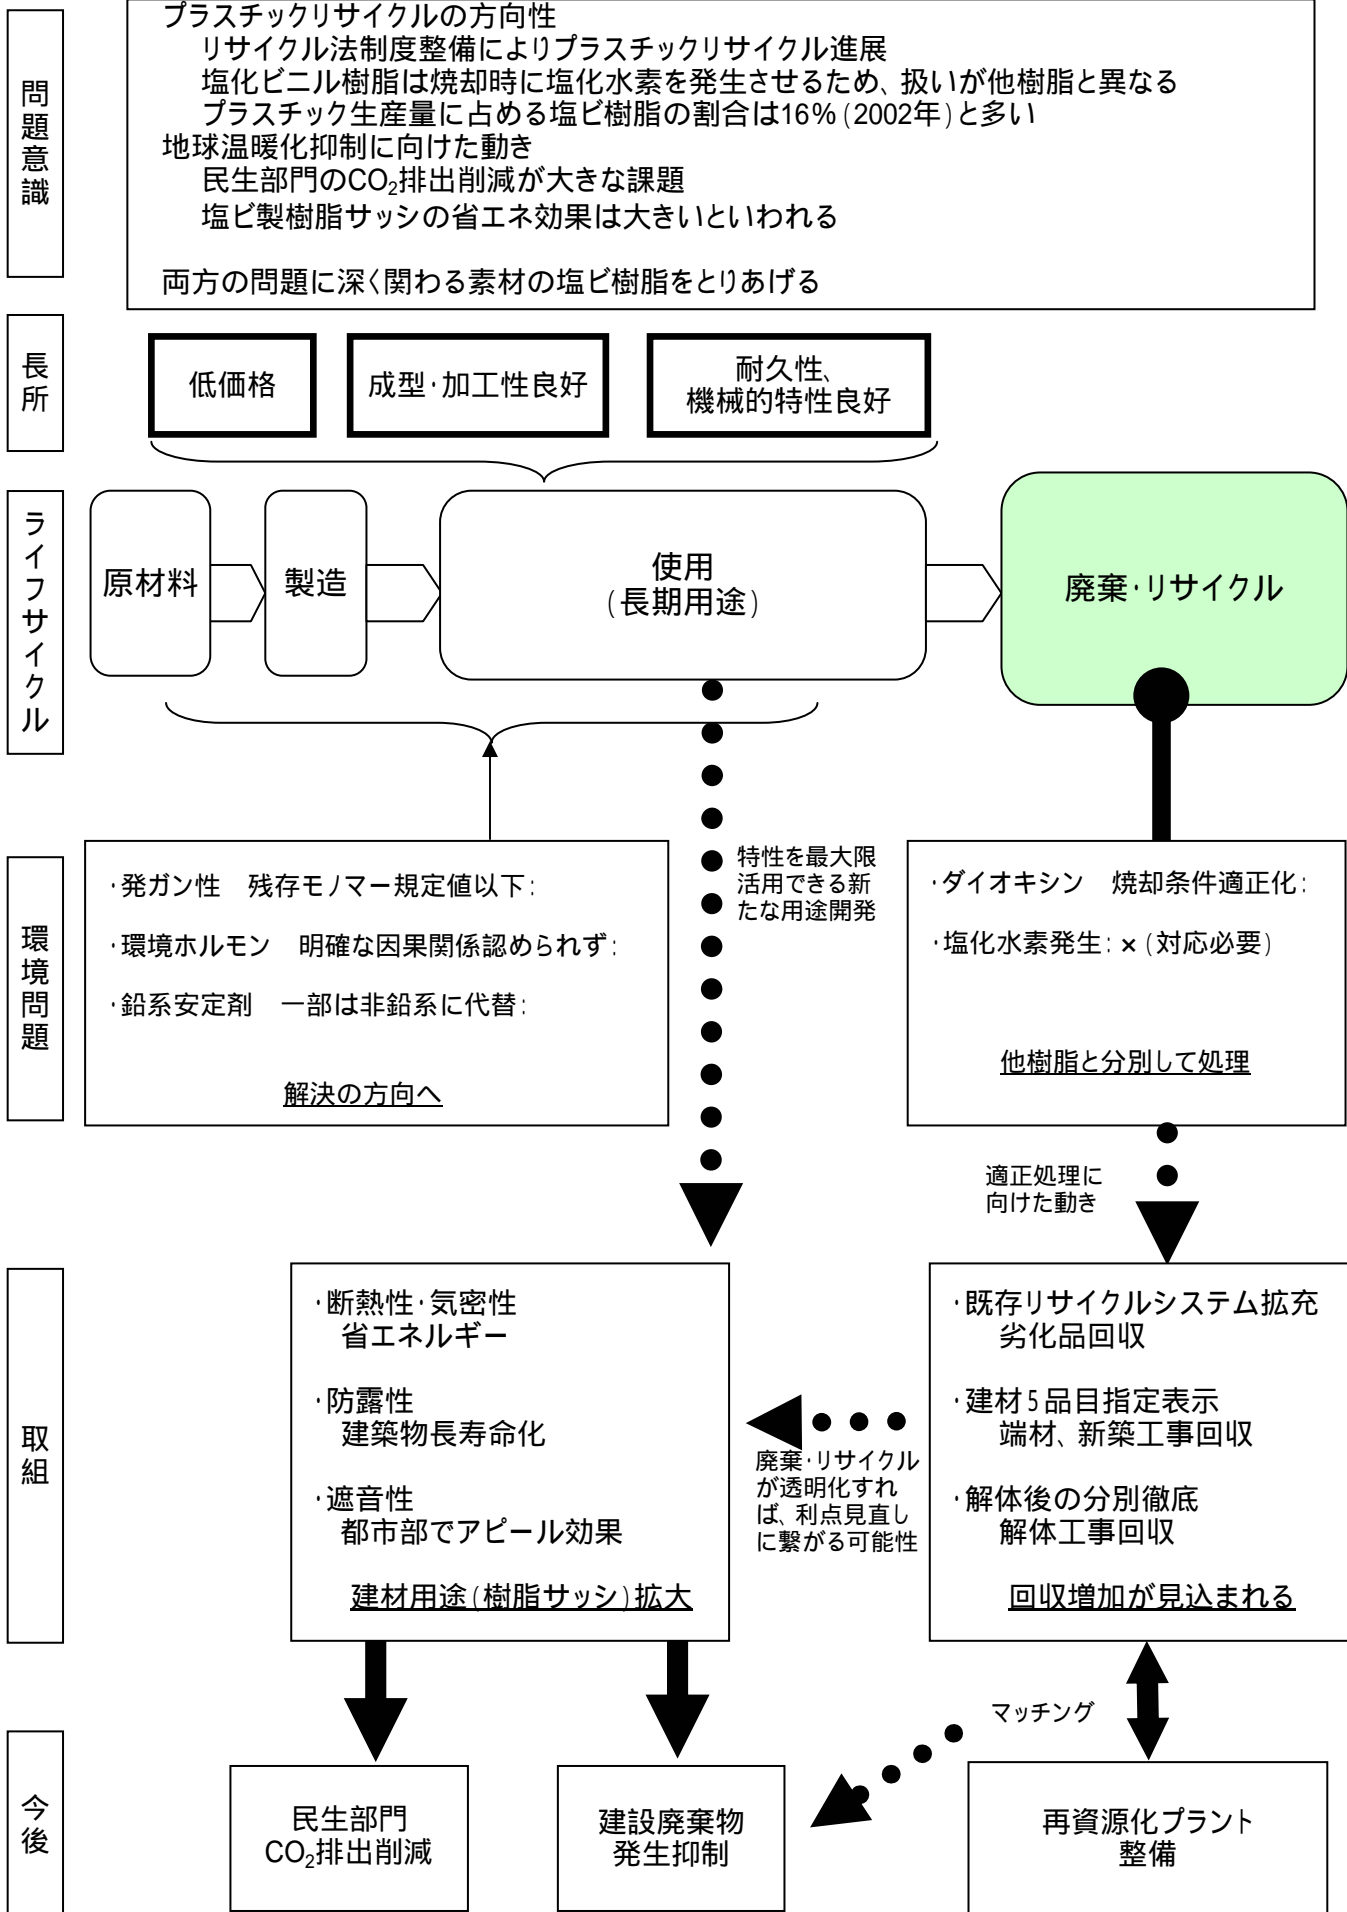 問題意識
プラスチックリサイクルの方向性
リサイクル法制度整備によりプラスチックリサイクル進展
塩化ビニル樹脂は焼却時に塩化水素を発生させるため、扱いが他樹脂と異なる
プラスチック生産量に占める塩ビ樹脂の割合は16%(2002年)と多い
地球温暖化抑制に向けた動き
民生部門のCO₂排出削減が大きな課題
塩ビ製樹脂サッシの省エネ効果は大きいといわれる
両方の問題に深く関わる素材の塩ビ樹脂をとりあげる
長所
低価格
成型・加工性良好
耐久性、
機械的特性良好
ライフサイクル
原材料
製造
使用
(長期用途)
廃棄・リサイクル
環境問題
・発ガン性　残存モノマー規定値以下:
・環境ホルモン　明確な因果関係認められず:
・鉛系安定剤　一部は非鉛系に代替:
解決の方向へ
特性を最大限
活用できる新
たな用途開発
・ダイオキシン　焼却条件適正化:
・塩化水素発生:×(対応必要)
他樹脂と分別して処理
適正処理に
向けた動き
取組
・断熱性・気密性
省エネルギー
・防露性
建築物長寿命化
・遮音性
都市部でアピール効果
建材用途(樹脂サッシ)拡大
廃棄・リサイクル
が透明化すれ
ば、利点見直し
に繋がる可能性
・既存リサイクルシステム拡充
劣化品回収
・建材5品目指定表示
端材、新築工事回収
・解体後の分別徹底
解体工事回収
回収増加が見込まれる
マッチング
今後
民生部門
CO₂排出削減
建設廃棄物
発生抑制
再資源化プラント
整備